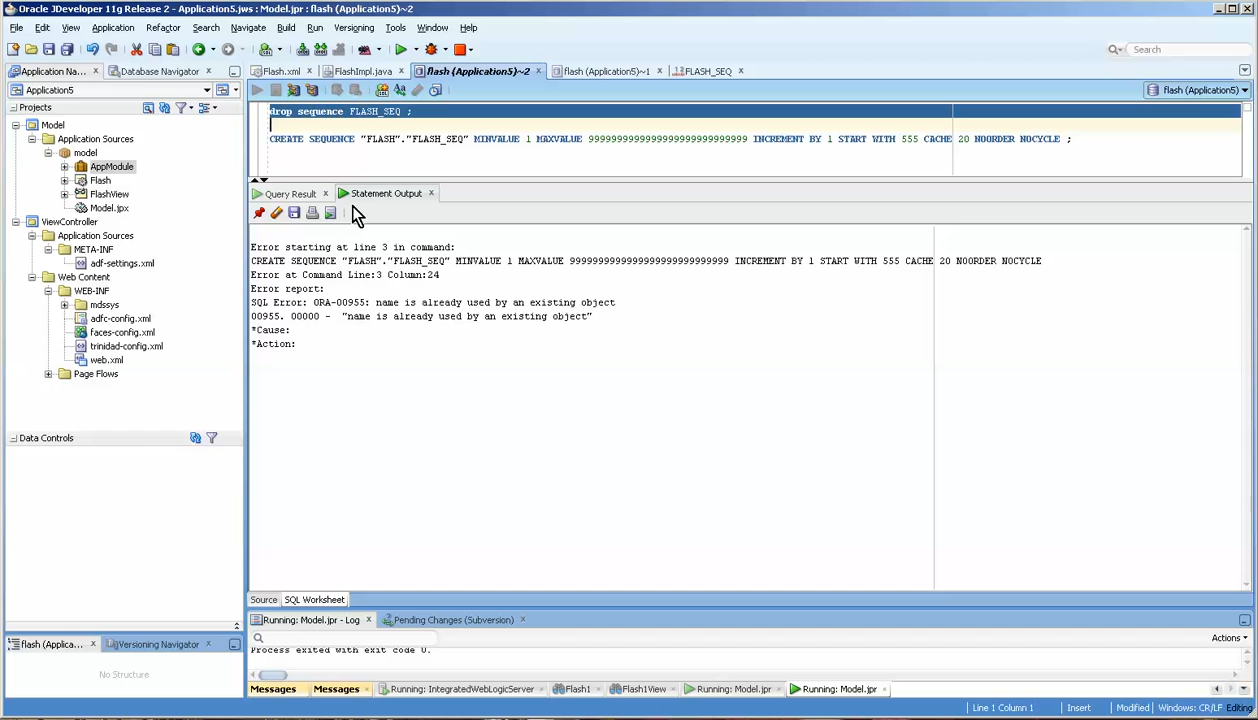 Oracle JDeveloper 11g Release 2 - Application5.jws : Model.jpr : flash (Application5)~2
File Edit View Application Refactor Search Navigate Build Run Versioning Tools Window Help
Search
Application Na... Database Navigator
Flash.xml FlashImpl.java flash (Application5)~2 flash (Application5)~1 FLASH_SEQ
Application5
flash (Application5)
Projects
drop sequence FLASH_SEQ ;
CREATE SEQUENCE "FLASH"."FLASH_SEQ" MINVALUE 1 MAXVALUE 9999999999999999999999999999 INCREMENT BY 1 START WITH 555 CACHE 20 NOORDER NOCYCLE ;
Model
Application Sources
model
AppModule
Flash
FlashView
Model.jpx
ViewController
Application Sources
META-INF
adf-settings.xml
Web Content
WEB-INF
mdssys
adfc-config.xml
faces-config.xml
trinidad-config.xml
web.xml
Page Flows
Query Result Statement Output
Error starting at line 3 in command:
CREATE SEQUENCE "FLASH"."FLASH_SEQ" MINVALUE 1 MAXVALUE 9999999999999999999999999999 INCREMENT BY 1 START WITH 555 CACHE 20 NOORDER NOCYCLE
Error at Command Line:3 Column:24
Error report:
SQL Error: ORA-00955: name is already used by an existing object
00955. 00000 - "name is already used by an existing object"
*Cause:
*Action:
Data Controls
Source SQL Worksheet
Running: Model.jpr - Log Pending Changes (Subversion)
Actions
Process exited with exit code 0.
flash (Applica... Versioning Navigator
No Structure
Messages Messages Running: IntegratedWebLogicServer Flash1 Flash1View Running: Model.jpr Running: Model.jpr
Line 1 Column 1 Insert Modified Windows: CR/LF Editing